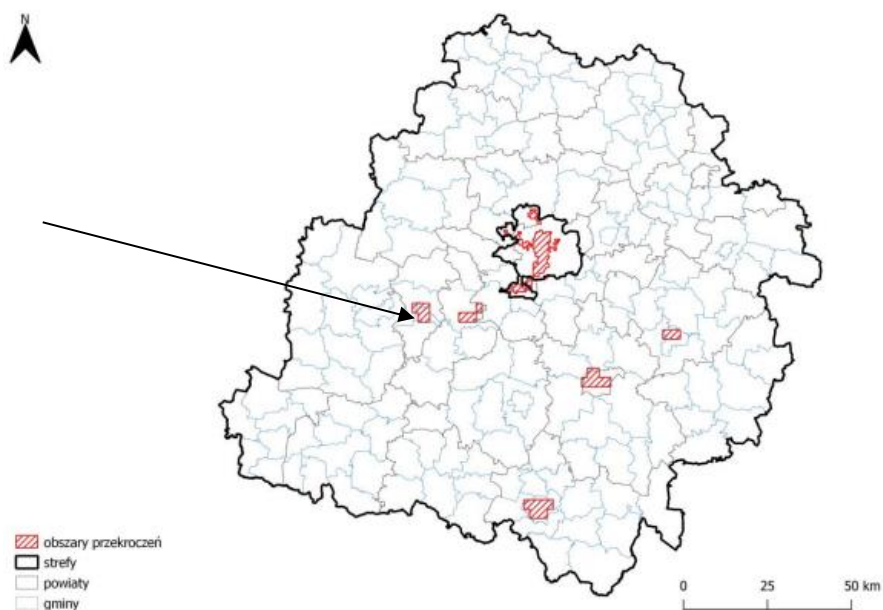 N
obszary przekroczeń
strefy
powiaty
gminy
0 25 50 km